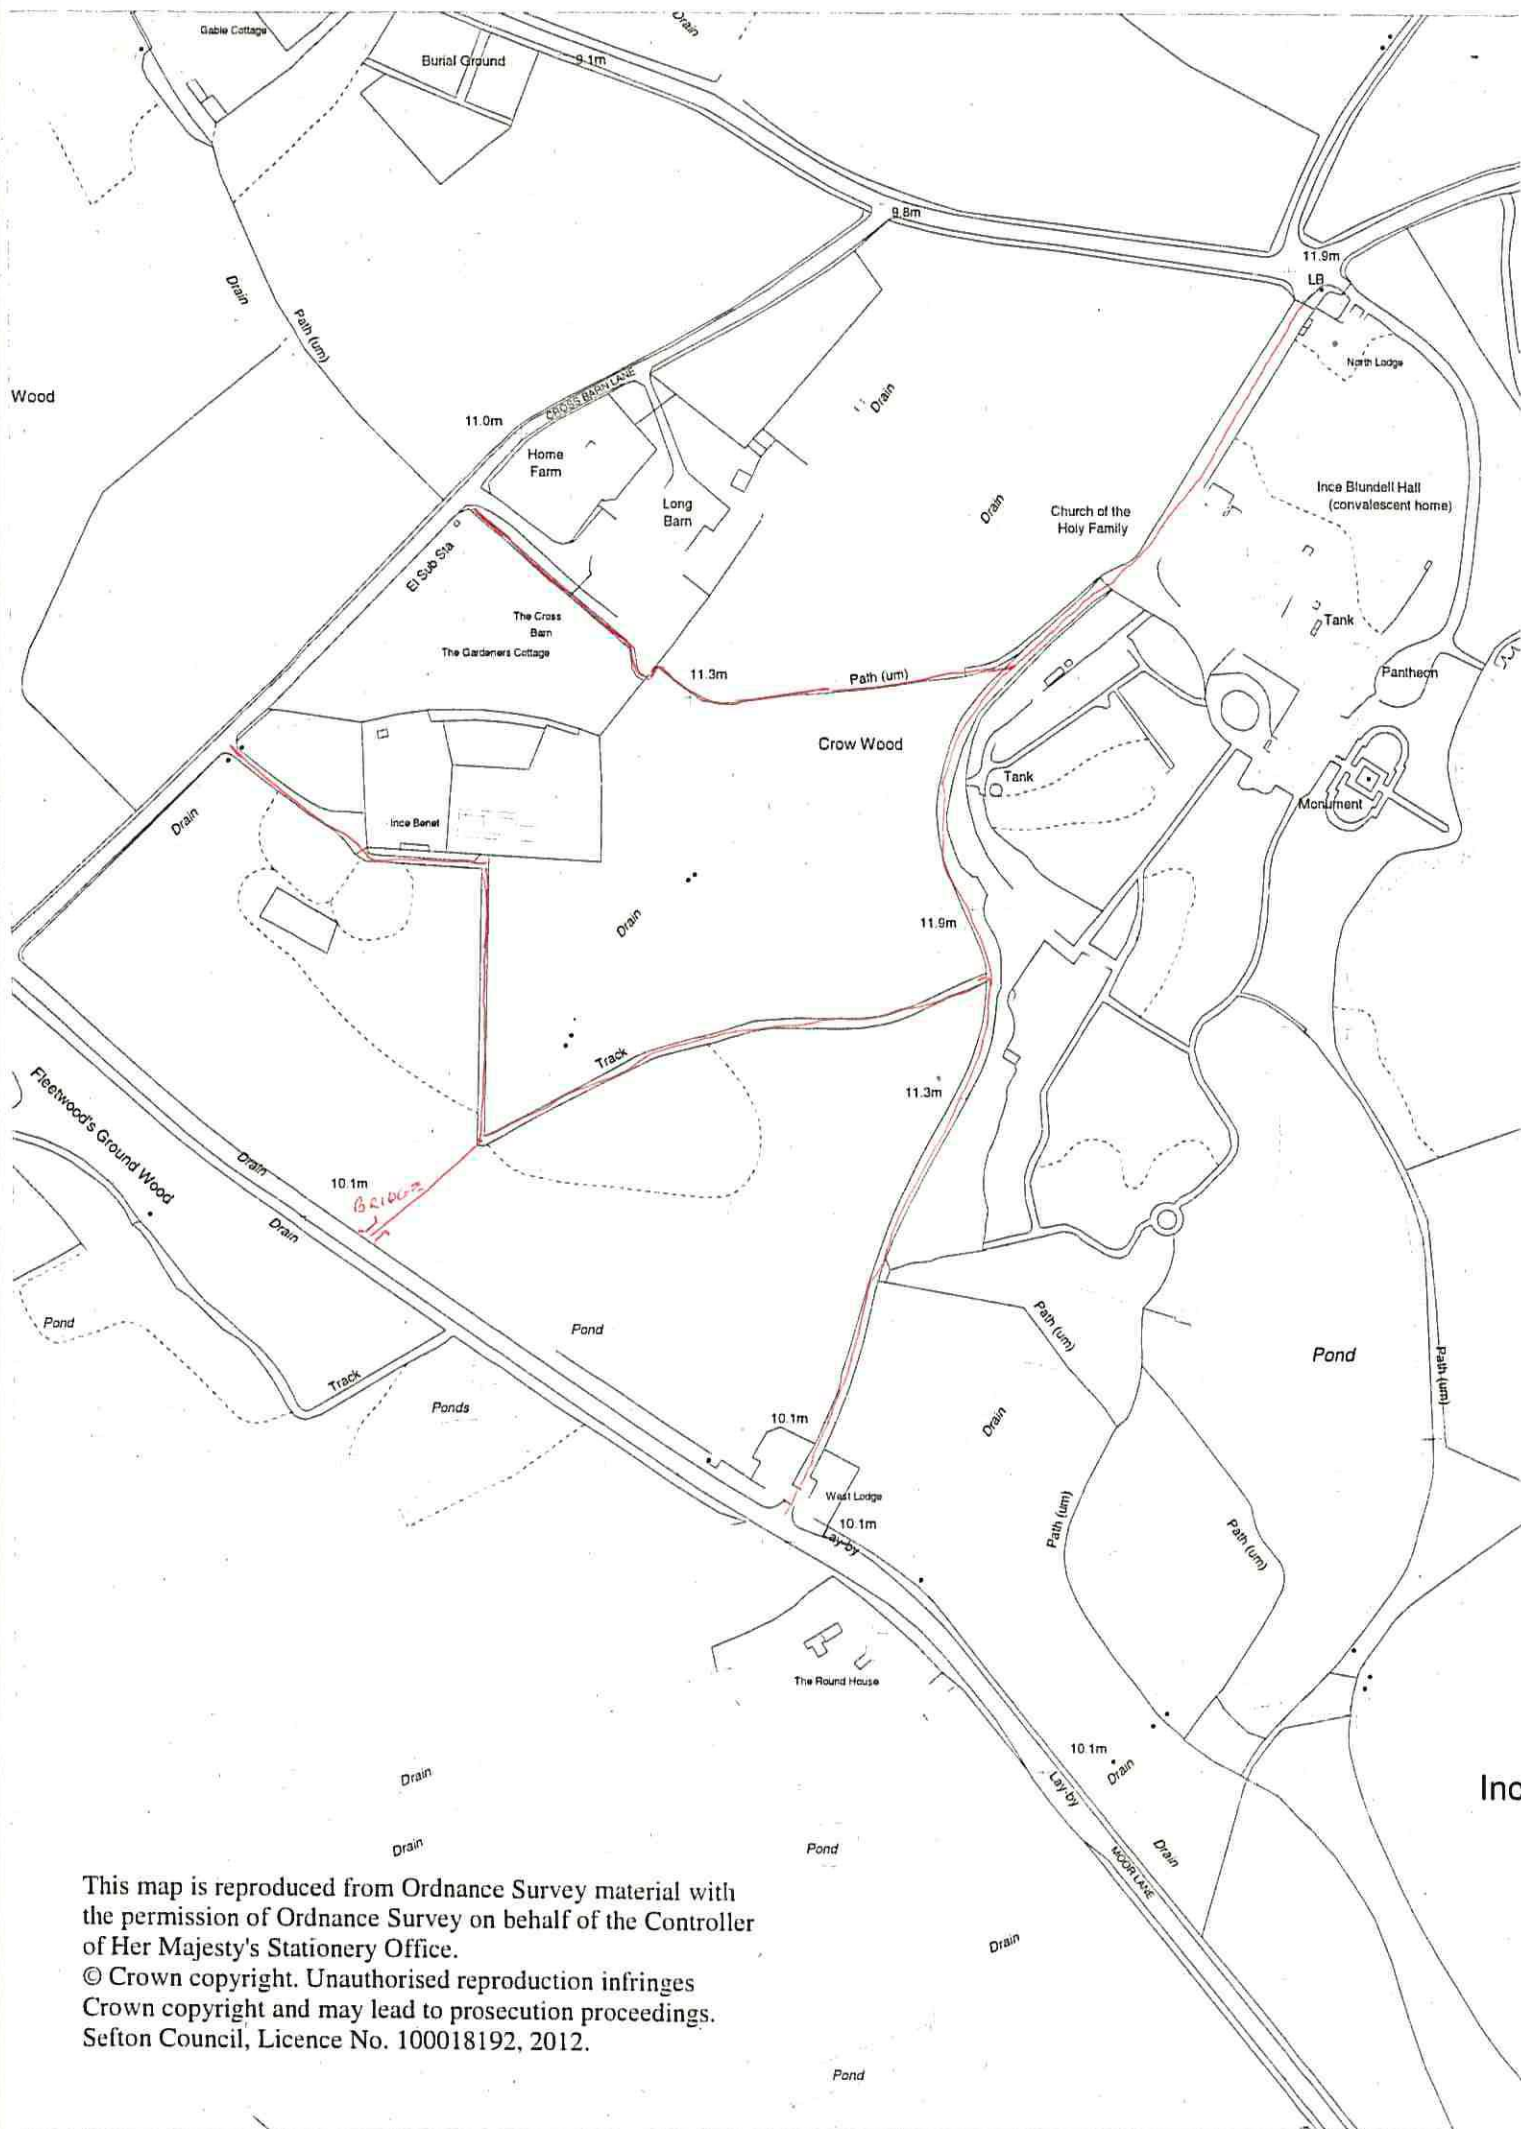 Gable Cottage
Drain
Burial Ground
9.1m
9.8m
11.9m
LB
North Lodge
Drain
Path (um)
Wood
CROSS BARN LANE
11.0m
Drain
Home
Farm
Long
Barn
Drain
Church of the
Holy Family
Ince Blundell Hall
(convalescent home)
El Sub Sta
The Cross
Barn
The Gardeners Cottage
Tank
11.3m
Path (um)
Pantheon
Crow Wood
Tank
Monument
Drain
Ince Benet
Drain
11.9m
Track
11.3m
Fleetwood's Ground Wood
Drain
10.1m
BRIDGE
Drain
Pond
Pond
Path (um)
Pond
Path (um)
Track
Ponds
10.1m
Drain
West Lodge
10.1m
Lay-by
Path (um)
Path (um)
The Round House
10.1m
Drain
Drain
Lay-by
Inc
Drain
Pond
Drain
MOOR LANE
This map is reproduced from Ordnance Survey material with
the permission of Ordnance Survey on behalf of the Controller
of Her Majesty's Stationery Office.
© Crown copyright. Unauthorised reproduction infringes
Crown copyright and may lead to prosecution proceedings.
Sefton Council, Licence No. 100018192, 2012.
Drain
Pond